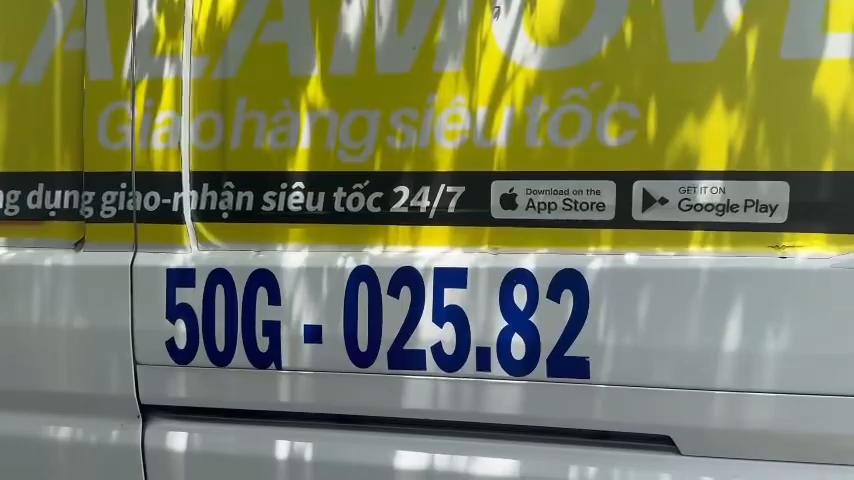 LALAMOVE
Giao hàng siêu tốc
dụng giao-nhận siêu tốc 24/7
Download on the
App Store
GET IT ON
Google Play
50G - 025.82